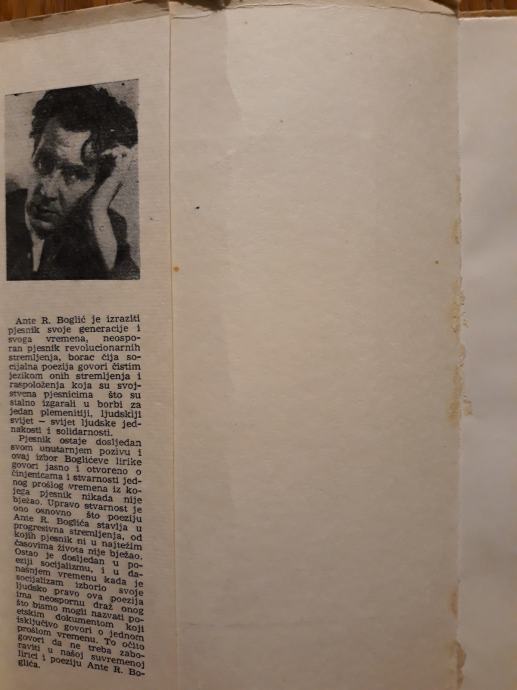 Ante R. Boglić je izraziti
pjesnik svoje generacije i
svoga vremena, neospo-
ran pjesnik revolucionarnih
stremljenja, borac čija so-
cijalna poezija govori čistim
jezikom onih stremljenja i
raspoloženja koja su svoj-
stvena pjesnicima što su
stalno izgarali u borbi za
jedan plemenitiji, ljudskiji
svijet — svijet ljudske jed-
nakosti i solidarnosti.
Pjesnik ostaje dosljedan
svom unutarnjem pozivu i
ovaj izbor Boglićeve lirike
govori jasno i otvoreno o
činjenicama i stvarnosti jed-
nog prošlog vremena iz ko-
jega pjesnik nikada nije
bježao. Upravo stvarnost je
ono osnovno što poeziju
Ante R. Boglića stavlja u
progresivna stremljenja, od
kojih pjesnik ni u najtežim
časovima života nije bježao.
Ostao je dosljedan u po-
eziji socijalizmu, i u da-
našnjem vremenu kada je
socijalizam izborio svoje
ljudsko pravo ova poezija
ima neospornu draž onog
što bismo mogli nazvati po-
etskim dokumentom koji
isključivo govori o jednom
prošlom vremenu. To očito
govori da ne treba zabo-
raviti u našoj suvremenoj
lirici i poeziju Ante R. Bo-
glića.